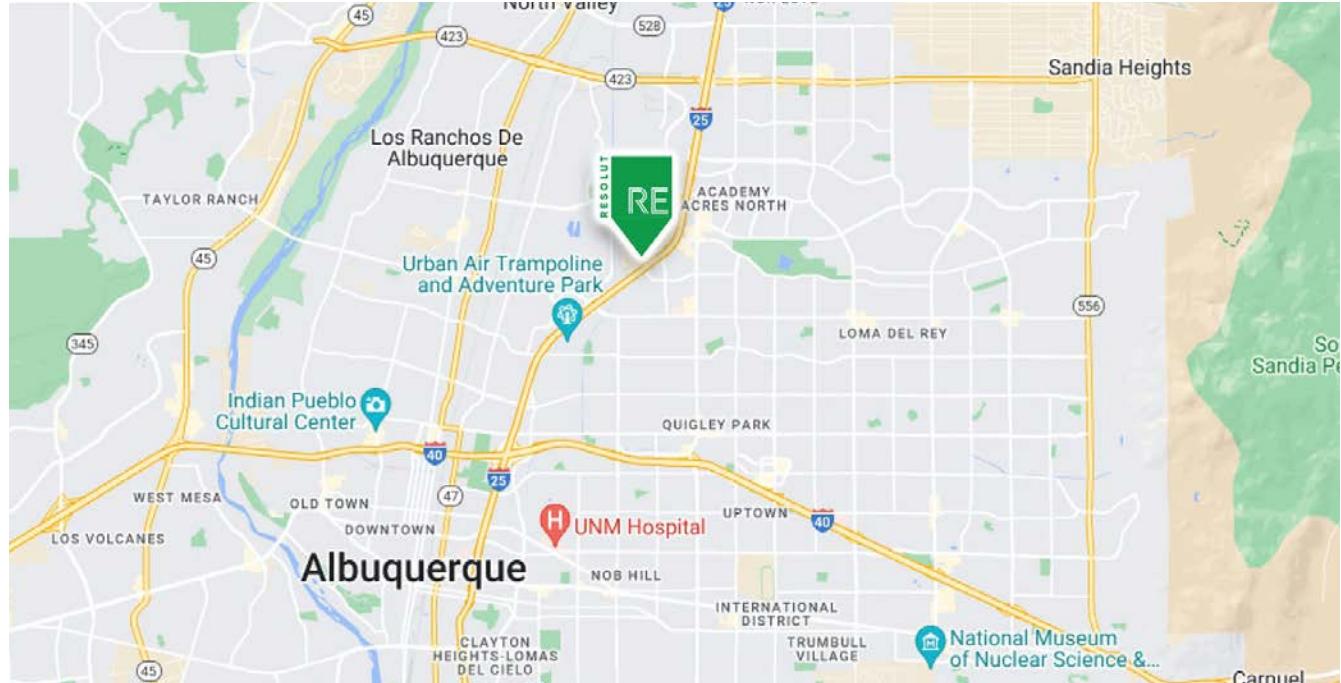 North Valley
25
45
528
423
423
Sandia Heights
25
Los Ranchos De
Albuquerque
RESOLUT
RE
ACADEMY
ACRES NORTH
TAYLOR RANCH
45
Urban Air Trampoline
and Adventure Park
556
LOMA DEL REY
345
Sandia Pe
Indian Pueblo
Cultural Center
QUIGLEY PARK
40
25
47
WEST MESA
OLD TOWN
UPTOWN
40
DOWNTOWN
H
UNM Hospital
LOS VOLCANES
Albuquerque
NOB HILL
INTERNATIONAL
DISTRICT
CLAYTON
HEIGHTS-LOMAS
DEL CIELO
TRUMBULL
VILLAGE
National Museum
of Nuclear Science &...
45
Carnuel